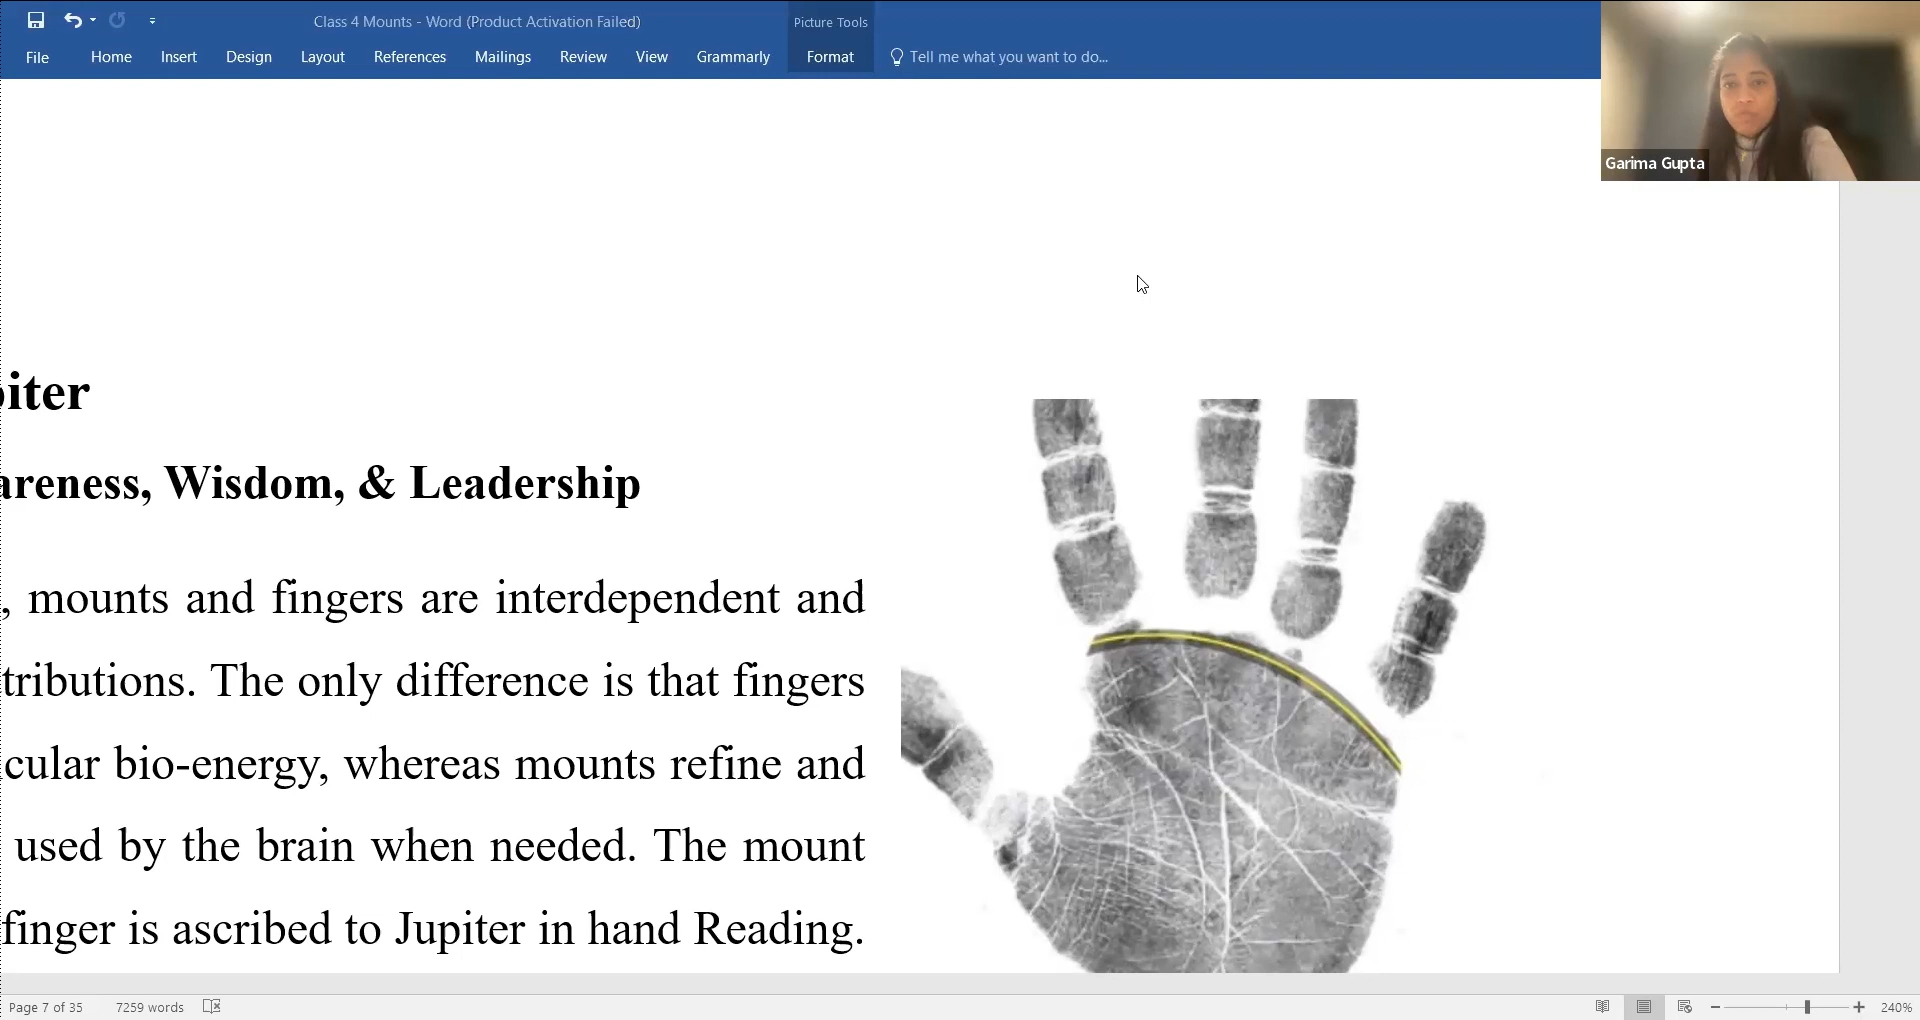 Class 4 Mounts - Word (Product Activation Failed)
Picture Tools
File Home Insert Design Layout References Mailings Review View Grammarly Format Tell me what you want to do...
Garima Gupta
piter
areness, Wisdom, & Leadership
, mounts and fingers are interdependent and
tributions. The only difference is that fingers
cular bio-energy, whereas mounts refine and
used by the brain when needed. The mount
finger is ascribed to Jupiter in hand Reading.
Page 7 of 35 7259 words 240%